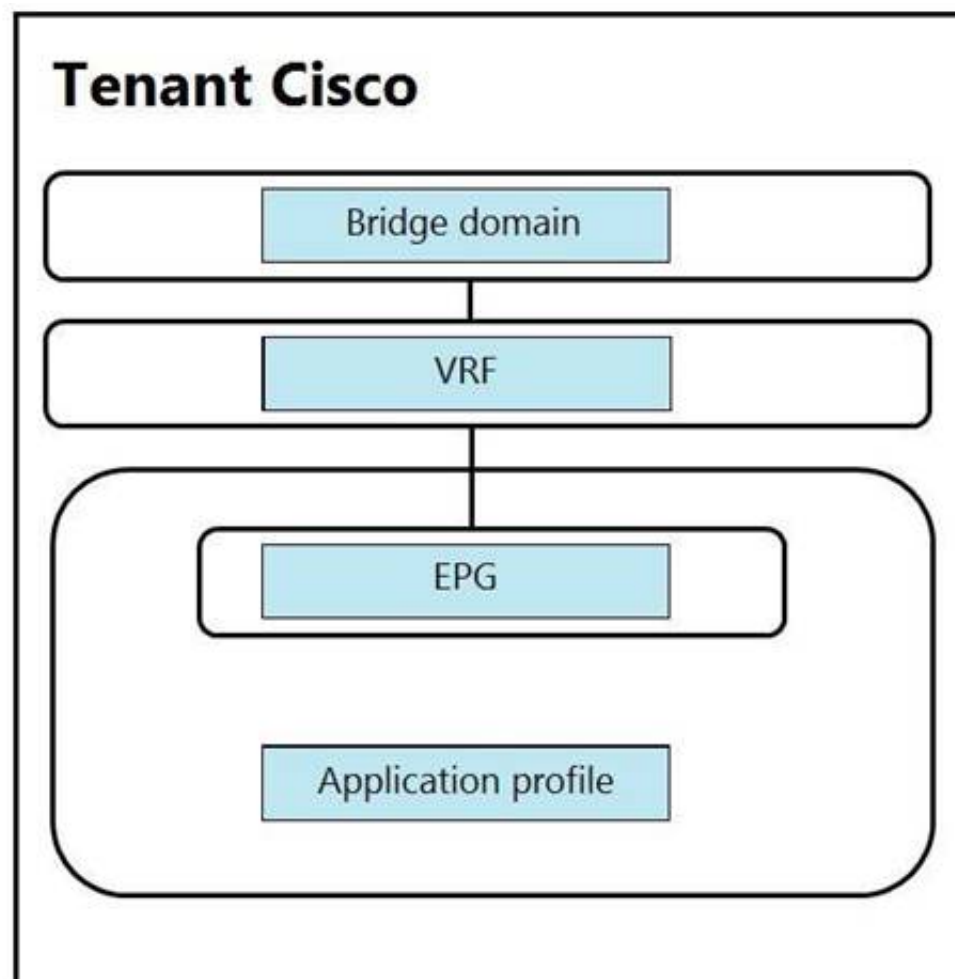 Tenant Cisco
Bridge domain
VRF
EPG
Application profile